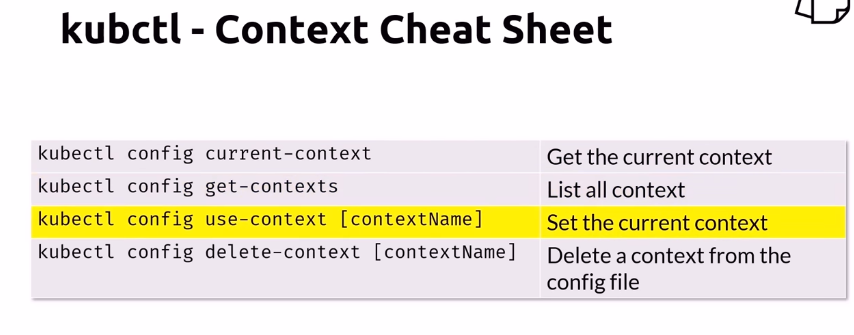 kubctl - Context Cheat Sheet
kubectl config current-context Get the current context
kubectl config get-contexts List all context
kubectl config use-context [contextName] Set the current context
kubectl config delete-context [contextName] Delete a context from the
config file